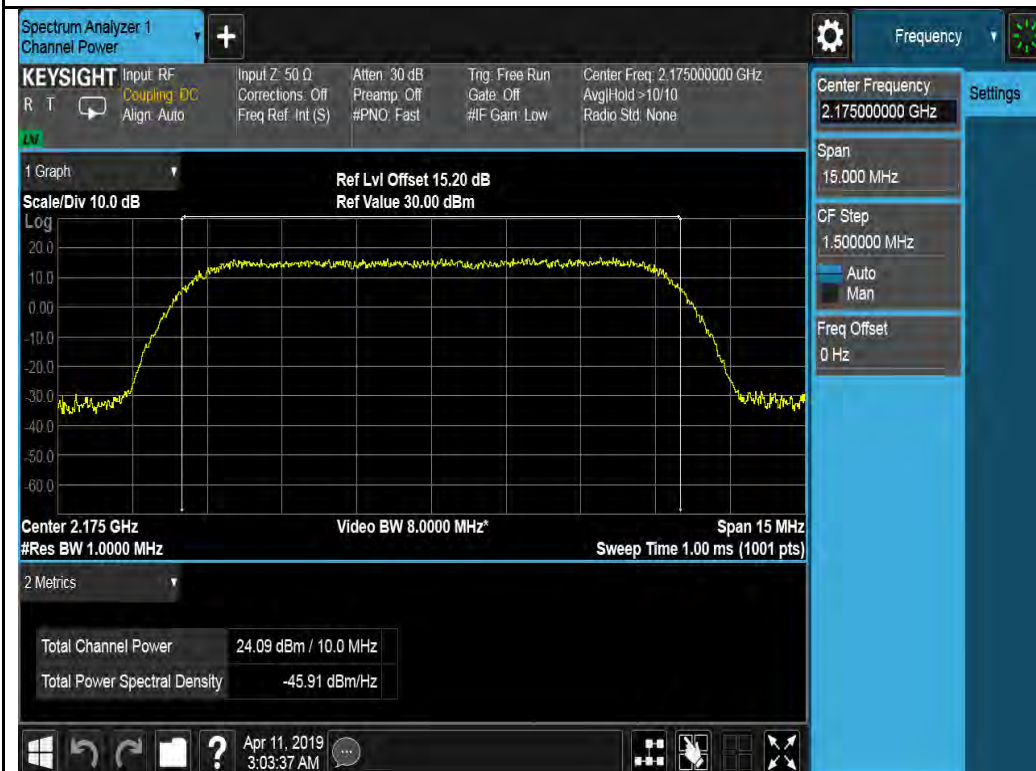 Spectrum Analyzer 1
Channel Power
+
Frequency
KEYSIGHT
R T
LNI
Input: RF
Coupling: DC
Align: Auto
Input Z: 50 Ω
Corrections: Off
Freq Ref: Int (S)
Atten: 30 dB
Preamp: Off
#PNO: Fast
Trig: Free Run
Gate: Off
#IF Gain: Low
Center Freq: 2.175000000 GHz
Avg|Hold >10/10
Radio Std: None
Center Frequency
2.175000000 GHz
Settings
Span
15.000 MHz
CF Step
1.500000 MHz
Auto
Man
Freq Offset
0 Hz
1 Graph
Scale/Div 10.0 dB
Ref Lvl Offset 15.20 dB
Ref Value 30.00 dBm
Log
20.0
10.0
0.00
-10.0
-20.0
-30.0
-40.0
-50.0
-60.0
Center 2.175 GHz
#Res BW 1.0000 MHz
Video BW 8.0000 MHz*
Span 15 MHz
Sweep Time 1.00 ms (1001 pts)
2 Metrics
Total Channel Power 24.09 dBm / 10.0 MHz
Total Power Spectral Density -45.91 dBm/Hz
?
Apr 11, 2019
3:03:37 AM